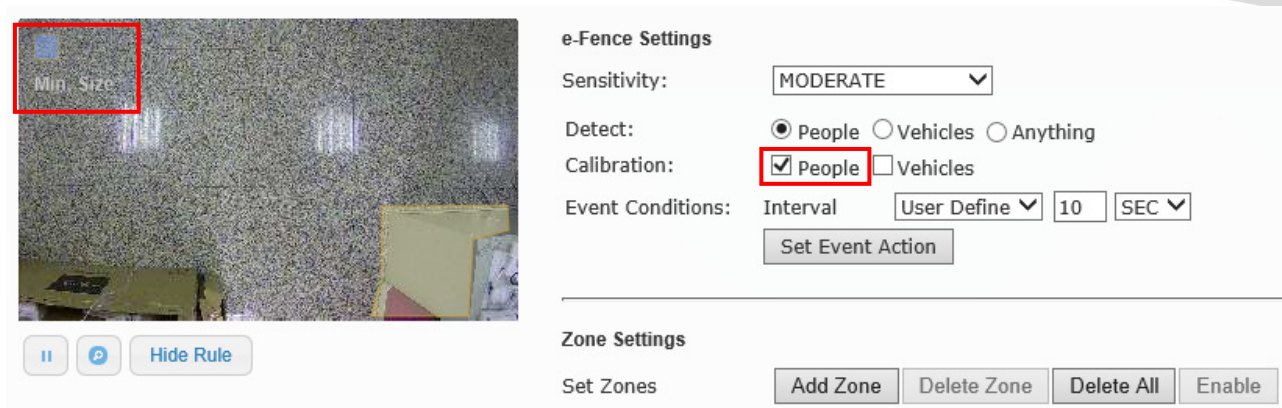 Min. Size
e-Fence Settings
Sensitivity: MODERATE
Detect: People Vehicles Anything
Calibration: People Vehicles
Event Conditions: Interval User Define 10 SEC
Set Event Action
Hide Rule
Zone Settings
Set Zones Add Zone Delete Zone Delete All Enable